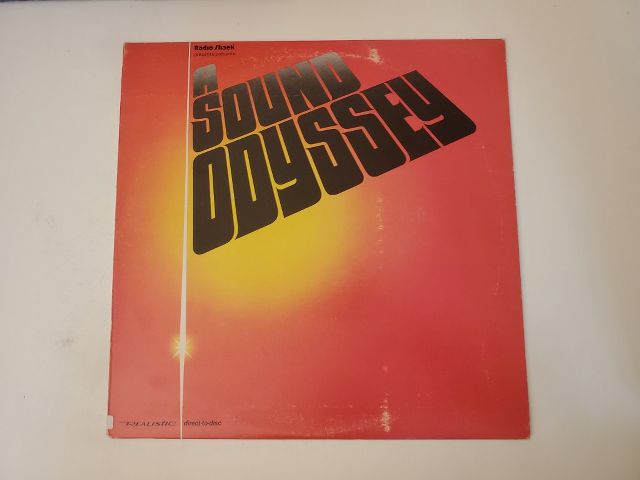 Radio Shack
A
SOUND
ODYSSEY
REALISTIC direct-to-disc